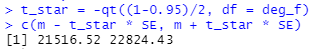 > t_star = -qt((1-0.95)/2, df = deg_f)
> c(m - t_star * SE, m + t_star * SE)
[1] 21516.52 22824.43